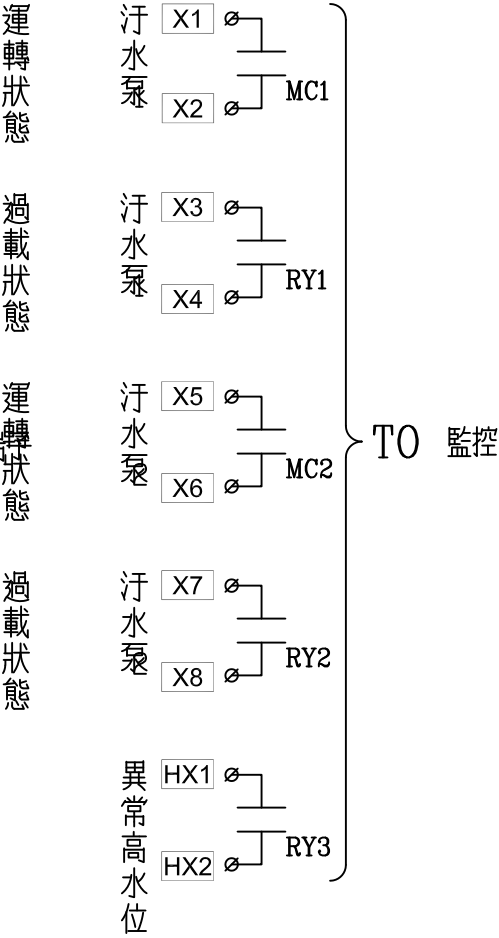 運轉狀態
汙水泵1
X1
X2
MC1
過載狀態
汙水泵1
X3
X4
RY1
運轉狀態
汙水泵2
X5
X6
MC2
TO 監控
過載狀態
汙水泵2
X7
X8
RY2
異常高水位
HX1
HX2
RY3